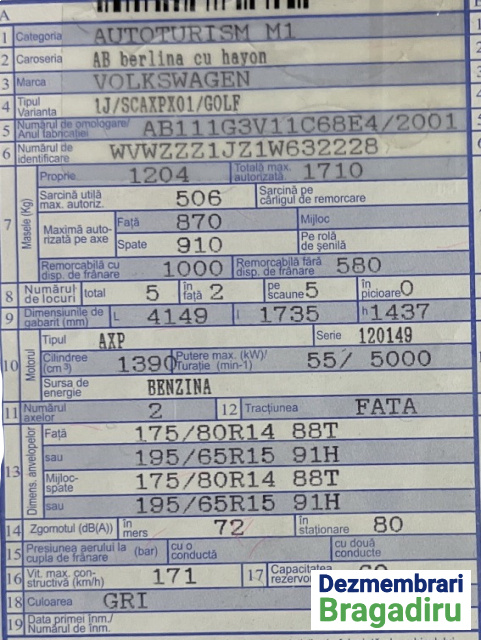 A
1 Categoria AUTOTURISM M1
2 Caroseria AB berlina cu hayon
3 Marca VOLKSWAGEN
4 Tipul Varianta 1J/SCAXPX01/GOLF
5 Numărul de omologare/ Anul fabricației AB111G3V11C68E4/2001
6 Numărul de identificare WVWZZZ1JZ1W632228
7 Masele (Kg)
Proprie 1204 Totală max. autorizată 1710
Sarcină utilă max. autoriz. 506 Sarcină pe cârligul de remorcare
Maximă autorizată pe axe Față 870 Mijloc
Spate 910 Pe rolă de șenilă
Remorcabilă cu disp. de frânare 1000 Remorcabilă fără disp. de frânare 580
8 Numărul de locuri total 5 în față 2 pe scaune 5 în picioare 0
9 Dimensiunile de gabarit (mm) L 4149 l 1735 h 1437
10 Motorul
Tipul AXP Serie 120149
Cilindree (cm³) 1390 Putere max. (kW)/ Turație (min-1) 55/ 5000
Sursa de energie BENZINA
11 Numărul axelor 2 12 Tracțiunea FATA
13 Dimens. anvelopelor
Față 175/80R14 88T
sau 195/65R15 91H
Mijloc-spate 175/80R14 88T
sau 195/65R15 91H
14 Zgomotul (dB(A)) în mers 72 în staționare 80
15 Presiunea aerului la cupla de frânare (bar) cu o conductă cu două conducte
16 Vit. max. constructivă (km/h) 171 17 Capacitatea rezervor
18 Culoarea GRI
19 Data primei înm./ Numărul de înm.
Dezmembrari
Bragadiru